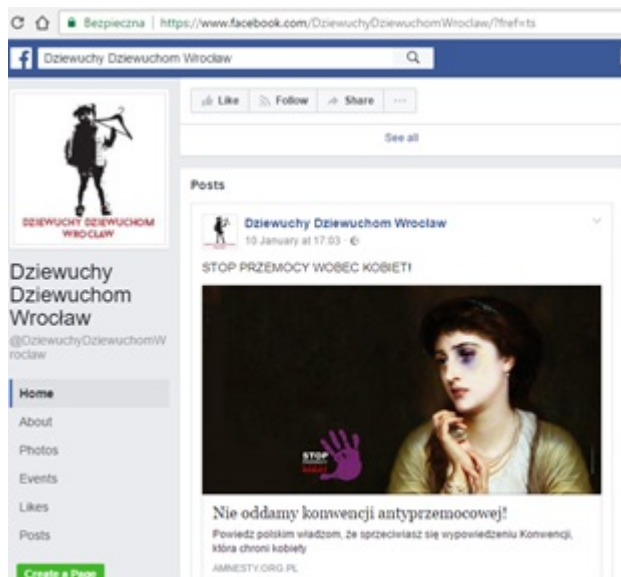 Bezpieczna | https://www.facebook.com/DziewuchyDziewuchomWroclaw/?fref=ts
Dziewuchy Dziewuchom Wrocław
Like Follow Share ...
See all
DZIEWUCHY DZIEWUCHOM
WROCŁAW
Dziewuchy
Dziewuchom
Wrocław
@DziewuchyDziewuchomW
roclaw
Home
About
Photos
Events
Likes
Posts
Create a Page
Posts
Dziewuchy Dziewuchom Wrocław
10 January at 17:03
STOP PRZEMOCY WOBEC KOBIET!
STOP
KOBIET
Nie oddamy konwencji antyprzemocowej!
Powiedz polskim władzom, że sprzeciwiasz się wypowiedzeniu Konwencji,
która chroni kobiety
AMNESTY.ORG.PL